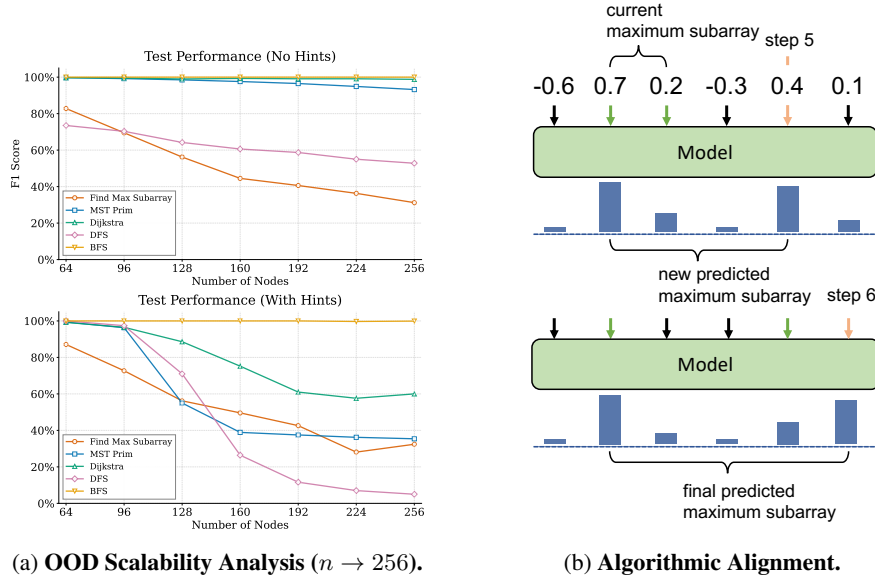 Test Performance (No Hints)
100%
80%
60%
40%
20%
0%
F1 Score
Find Max Subarray
MST Prim
Dijkstra
DFS
BFS
64 96 128 160 192 224 256
Number of Nodes
Test Performance (With Hints)
100%
80%
60%
40%
20%
0%
Find Max Subarray
MST Prim
Dijkstra
DFS
BFS
64 96 128 160 192 224 256
Number of Nodes
(a) OOD Scalability Analysis (n → 256).
current
maximum subarray
step 5
-0.6 0.7 0.2 -0.3 0.4 0.1
Model
new predicted
maximum subarray
step 6
Model
final predicted
maximum subarray
(b) Algorithmic Alignment.